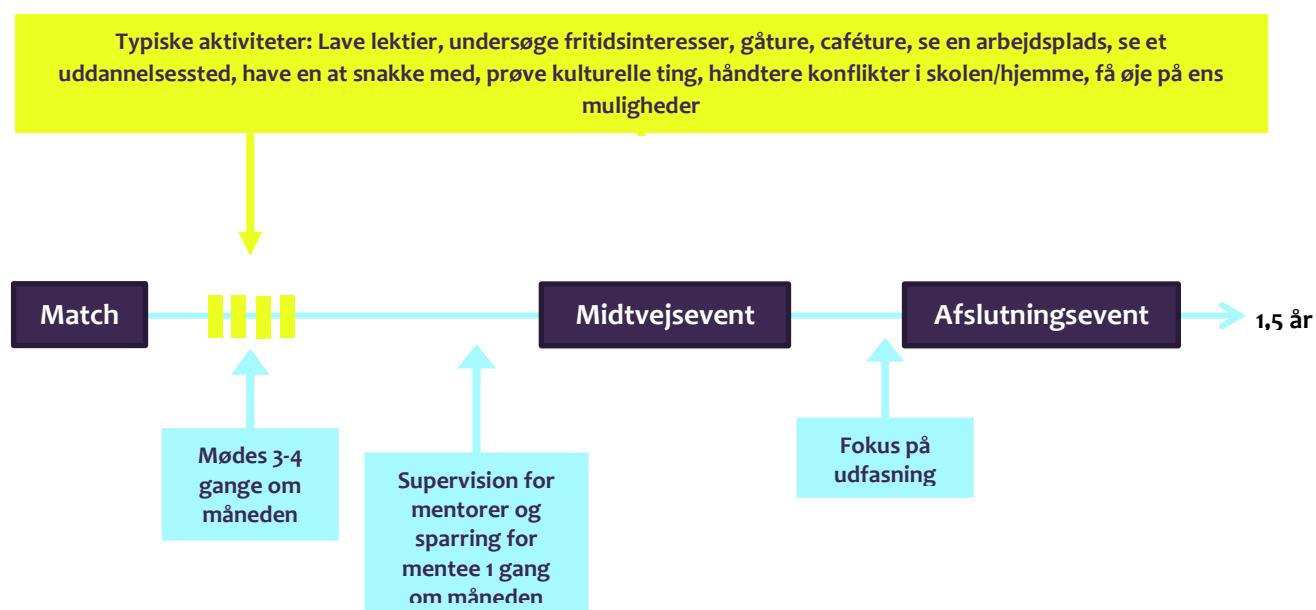 Typiske aktiviteter: Lave lektier, undersøge fritidsinteresser, gåture, caféture, se en arbejdsplads, se et
uddannelsessted, have en at snakke med, prøve kulturelle ting, håndtere konflikter i skolen/hjemme, få øje på ens
muligheder
Match
Midtvejsevent
Afslutningsevent
1,5 år
Mødes 3-4
gange om
måneden
Supervision for
mentorer og
sparring for
mentee 1 gang
om måneden
Fokus på
udfasning